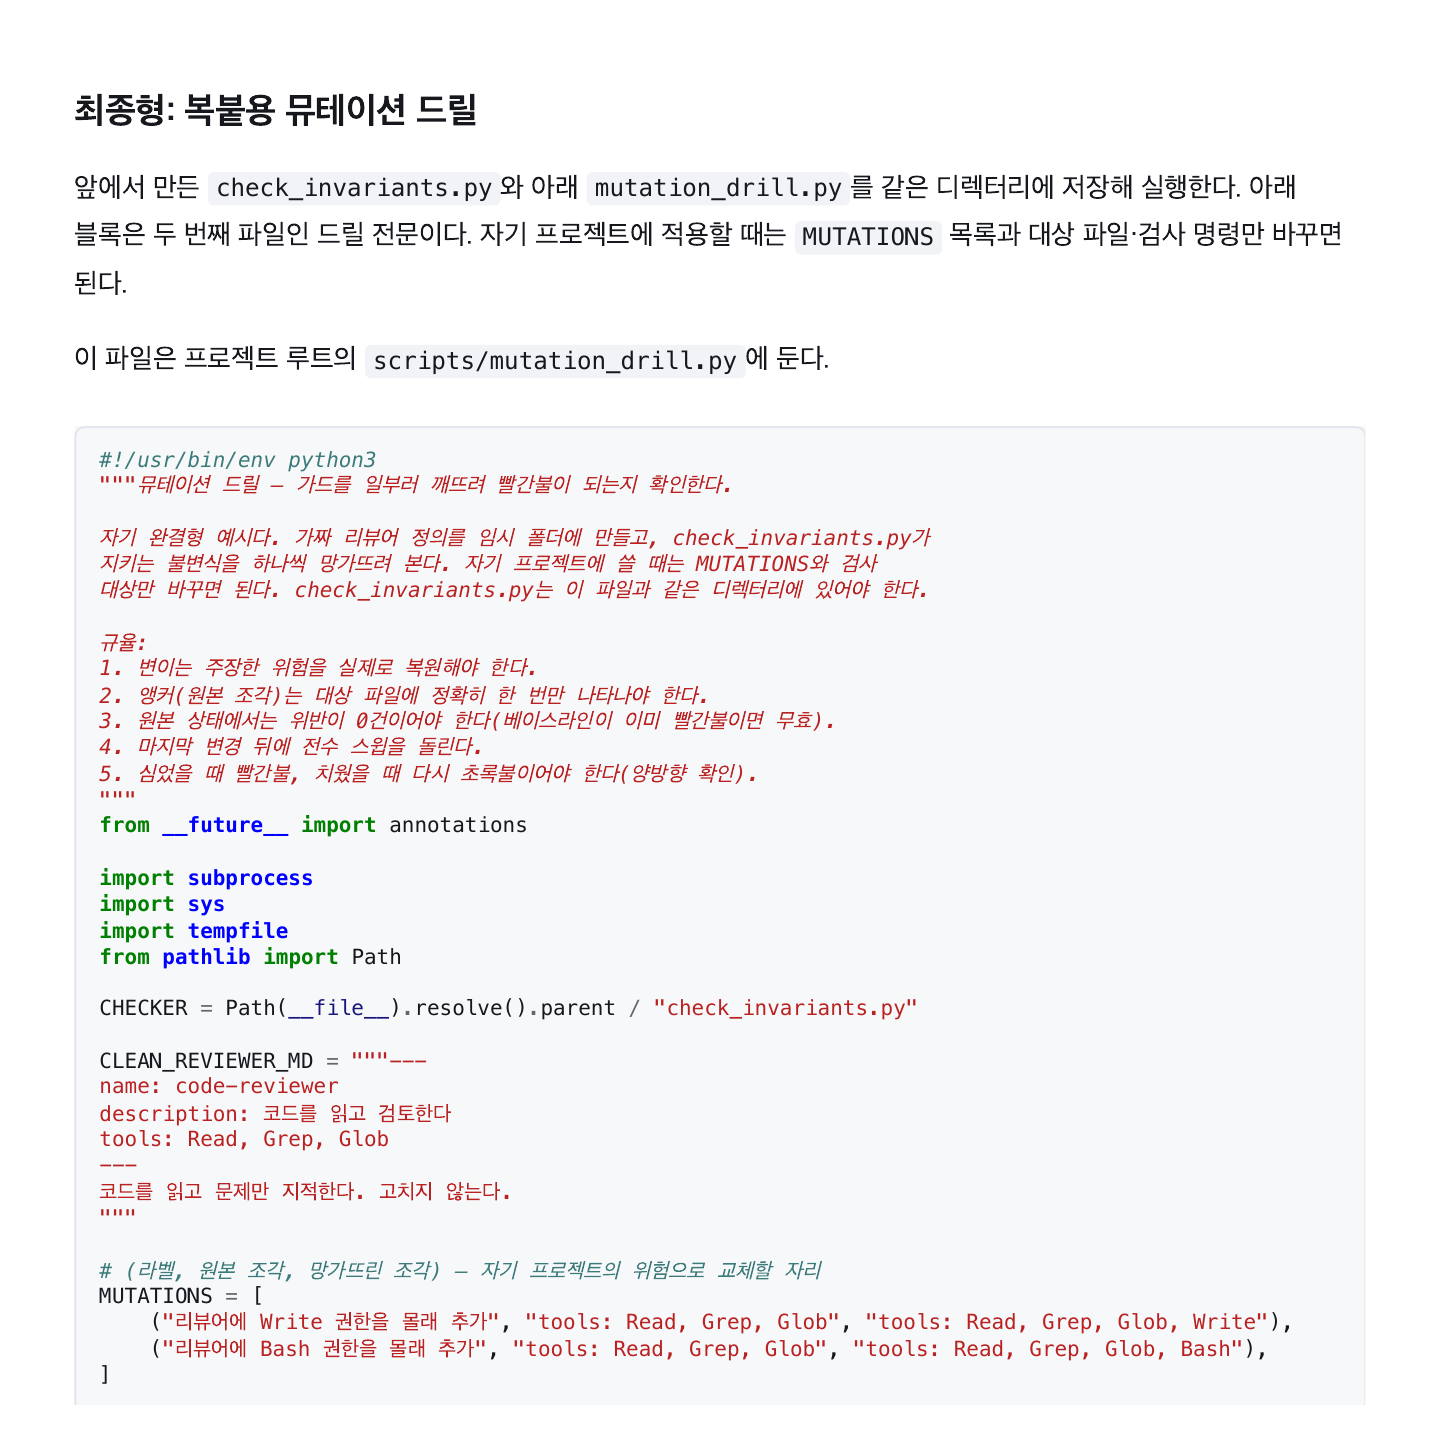 최종형: 복붙용 뮤테이션 드릴
앞에서 만든 check_invariants.py와 아래 mutation_drill.py를 같은 디렉터리에 저장해 실행한다. 아래
블록은 두 번째 파일인 드릴 전문이다. 자기 프로젝트에 적용할 때는 MUTATIONS 목록과 대상 파일·검사 명령만 바꾸면
된다.
이 파일은 프로젝트 루트의 scripts/mutation_drill.py에 둔다.
#!/usr/bin/env python3
"""뮤테이션 드릴 — 가드를 일부러 깨뜨려 빨간불이 되는지 확인한다.
자기 완결형 예시다. 가짜 리뷰어 정의를 임시 폴더에 만들고, check_invariants.py가
지키는 불변식을 하나씩 망가뜨려 본다. 자기 프로젝트에 쓸 때는 MUTATIONS와 검사
대상만 바꾸면 된다. check_invariants.py는 이 파일과 같은 디렉터리에 있어야 한다.
규율:
1. 변이는 주장한 위험을 실제로 복원해야 한다.
2. 앵커(원본 조각)는 대상 파일에 정확히 한 번만 나타나야 한다.
3. 원본 상태에서는 위반이 0건이어야 한다(베이스라인이 이미 빨간불이면 무효).
4. 마지막 변경 뒤에 전수 스윕을 돌린다.
5. 심었을 때 빨간불, 치웠을 때 다시 초록불이어야 한다(양방향 확인).
"""
from __future__ import annotations
import subprocess
import sys
import tempfile
from pathlib import Path
CHECKER = Path(__file__).resolve().parent / "check_invariants.py"
CLEAN_REVIEWER_MD = """---
name: code-reviewer
description: 코드를 읽고 검토한다
tools: Read, Grep, Glob
---
코드를 읽고 문제만 지적한다. 고치지 않는다.
"""
# (라벨, 원본 조각, 망가뜨린 조각) — 자기 프로젝트의 위험으로 교체할 자리
MUTATIONS = [
    ("리뷰어에 Write 권한을 몰래 추가", "tools: Read, Grep, Glob", "tools: Read, Grep, Glob, Write"),
    ("리뷰어에 Bash 권한을 몰래 추가", "tools: Read, Grep, Glob", "tools: Read, Grep, Glob, Bash"),
]